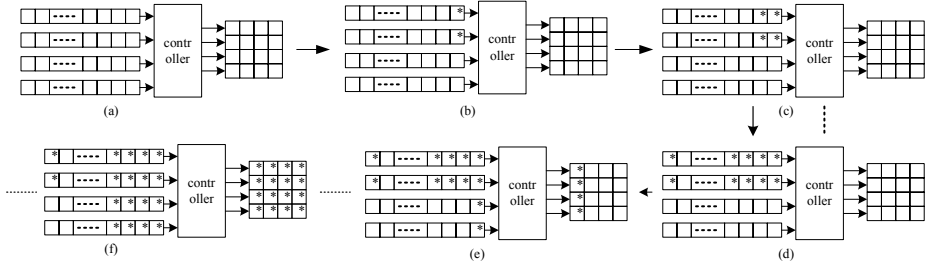 contr
oller
(a)
contr
oller
* 
*
(b)
contr
oller
* *
* *
(c)
contr
oller
* * * * *
* * * * *
* * * *
* * * *
* * * *
* * * *
* * * *
* * * *
(f)
contr
oller
* * * * *
* * * * *
*
*
*
*
*
*
(e)
contr
oller
* * * * *
* * * * *
(d)